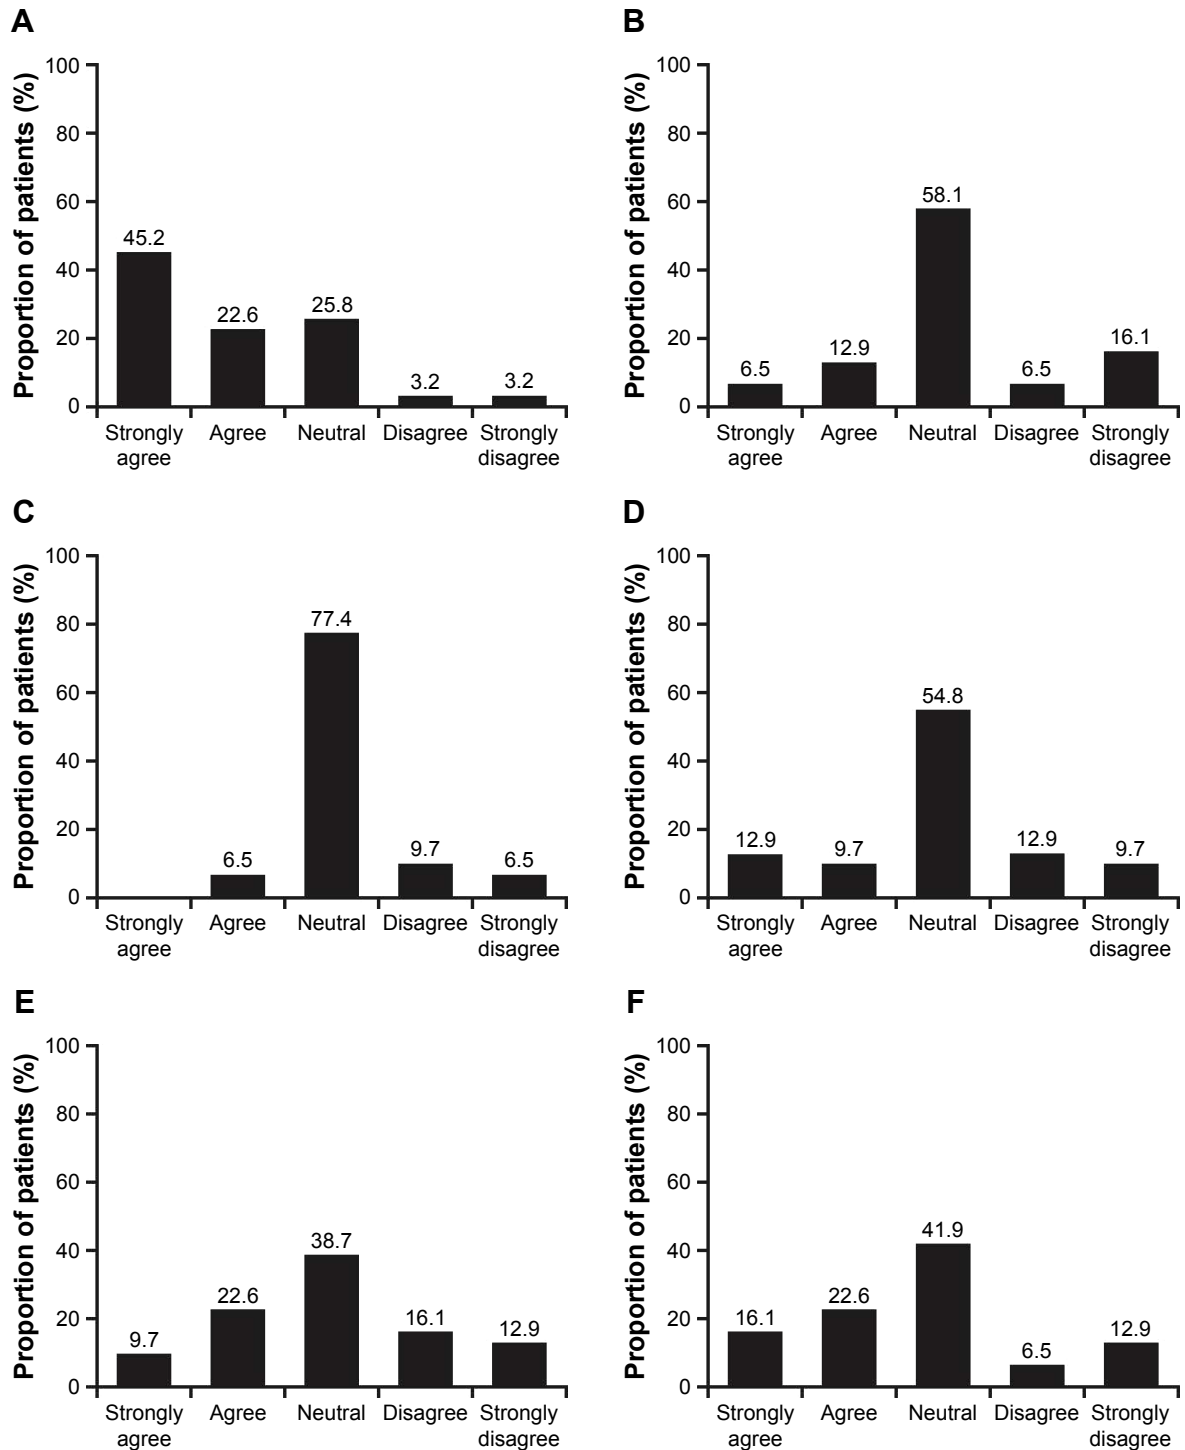 A
Proportion of patients (%)
100
80
60
40
20
0
45.2
22.6
25.8
3.2
3.2
Strongly
agree
Agree
Neutral
Disagree
Strongly
disagree
B
Proportion of patients (%)
100
80
60
40
20
0
6.5
12.9
58.1
6.5
16.1
Strongly
agree
Agree
Neutral
Disagree
Strongly
disagree
C
Proportion of patients (%)
100
80
60
40
20
0
6.5
77.4
9.7
6.5
Strongly
agree
Agree
Neutral
Disagree
Strongly
disagree
D
Proportion of patients (%)
100
80
60
40
20
0
12.9
9.7
54.8
12.9
9.7
Strongly
agree
Agree
Neutral
Disagree
Strongly
disagree
E
Proportion of patients (%)
100
80
60
40
20
0
9.7
22.6
38.7
16.1
12.9
Strongly
agree
Agree
Neutral
Disagree
Strongly
disagree
F
Proportion of patients (%)
100
80
60
40
20
0
16.1
22.6
41.9
6.5
12.9
Strongly
agree
Agree
Neutral
Disagree
Strongly
disagree